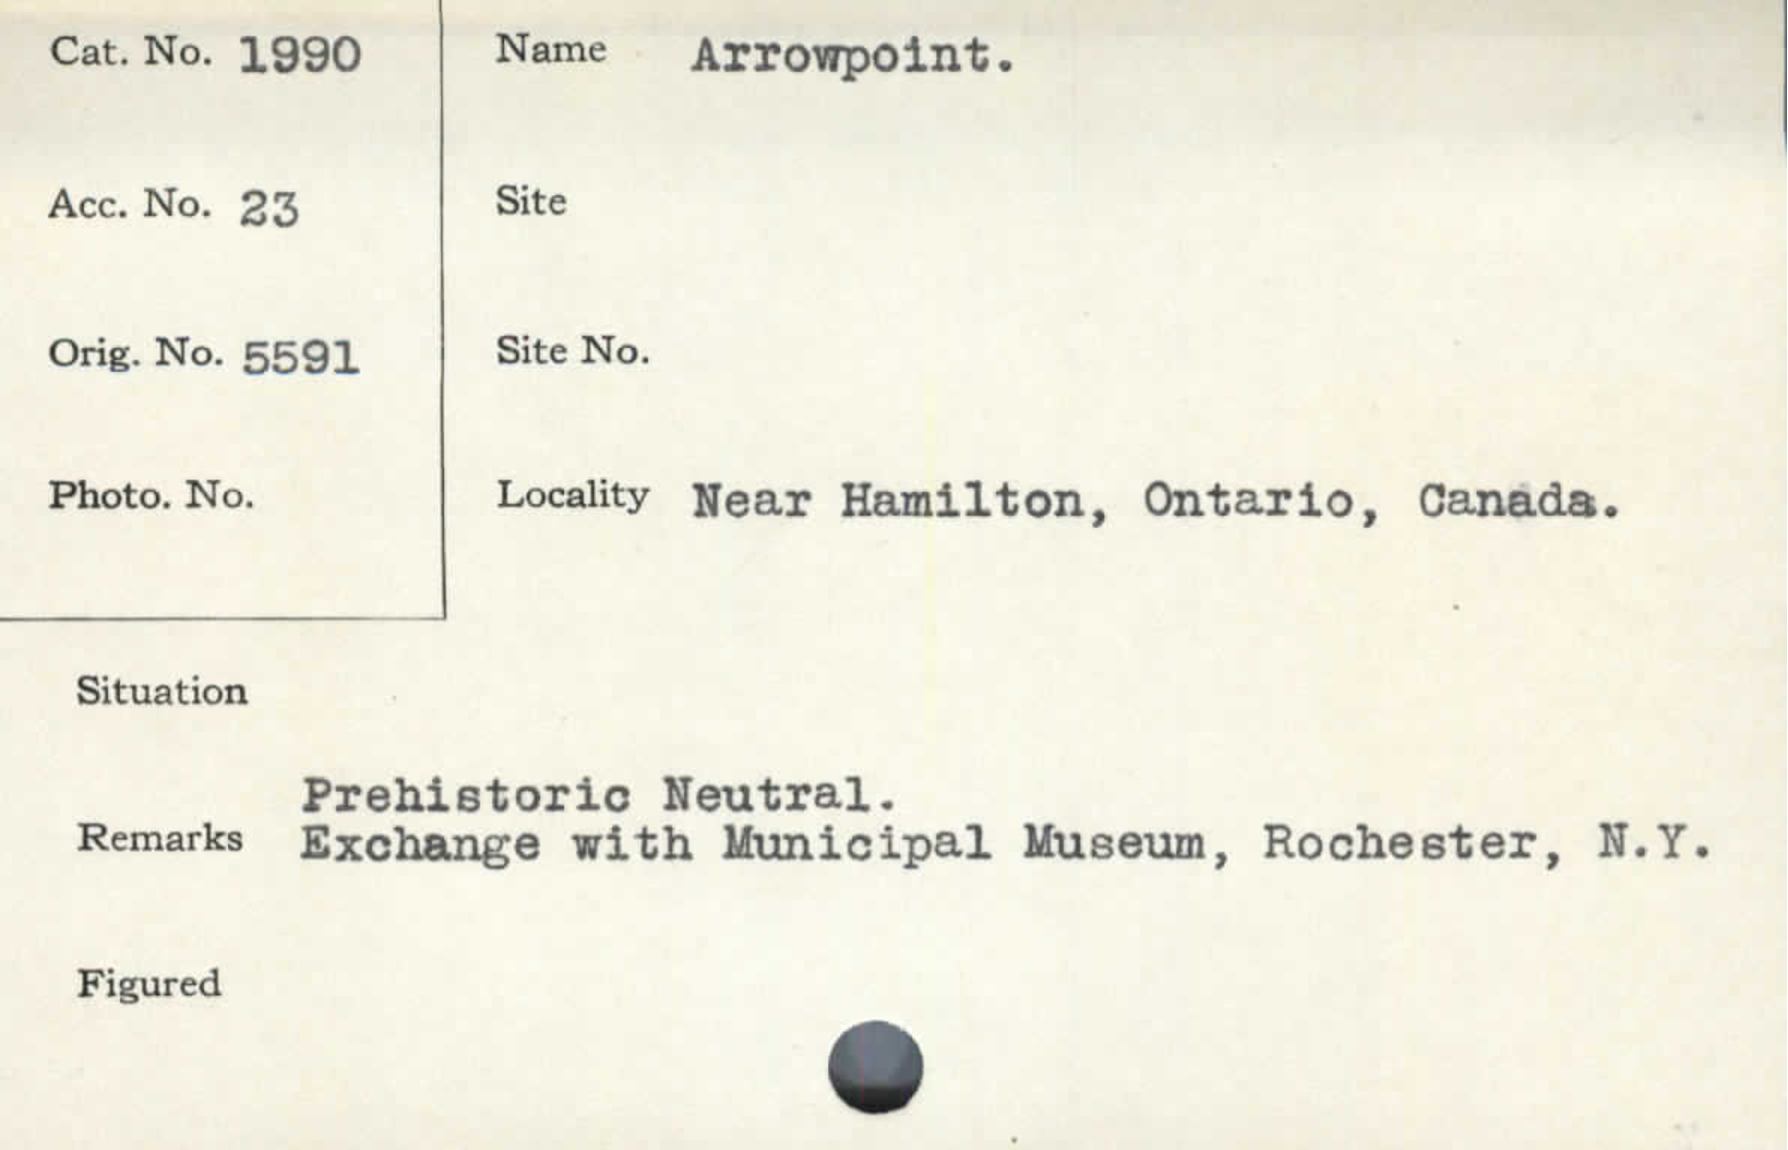 Cat. No. 1990
Acc. No. 23
Orig. No. 5591
Photo. No.
Name Arrowpoint.
Site
Site No.
Locality Near Hamilton, Ontario, Canada.
Situation
Prehistoric Neutral.
Remarks Exchange with Municipal Museum, Rochester, N.Y.
Figured